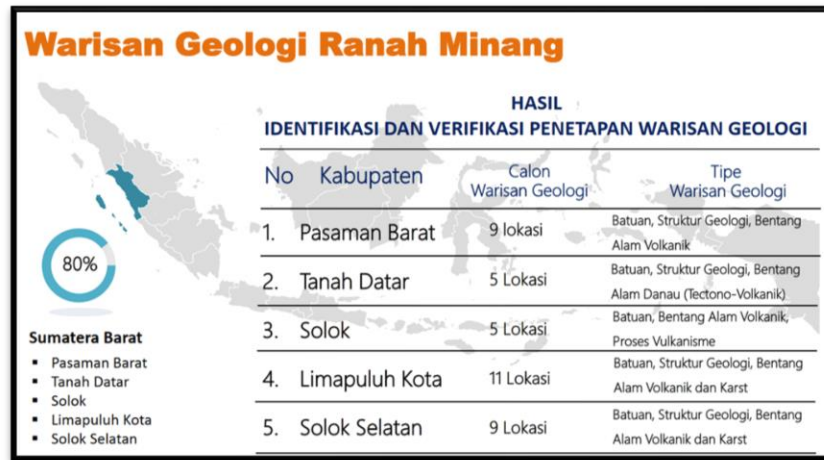 Warisan Geologi Ranah Minang
HASIL
IDENTIFIKASI DAN VERIFIKASI PENETAPAN WARISAN GEOLOGI
No Kabupaten Calon Warisan Geologi Tipe Warisan Geologi
1. Pasaman Barat 9 lokasi Batuan, Struktur Geologi, Bentang
Alam Volkanik
2. Tanah Datar 5 Lokasi Batuan, Struktur Geologi, Bentang
Alam Danau (Tectono-Volkanik)
3. Solok 5 Lokasi Batuan, Bentang Alam Volkanik,
Proses Vulkanisme
4. Limapuluh Kota 11 Lokasi Batuan, Struktur Geologi, Bentang
Alam Volkanik dan Karst
5. Solok Selatan 9 Lokasi Batuan, Struktur Geologi, Bentang
Alam Volkanik dan Karst
80%
Sumatera Barat
▪ Pasaman Barat
▪ Tanah Datar
▪ Solok
▪ Limapuluh Kota
▪ Solok Selatan